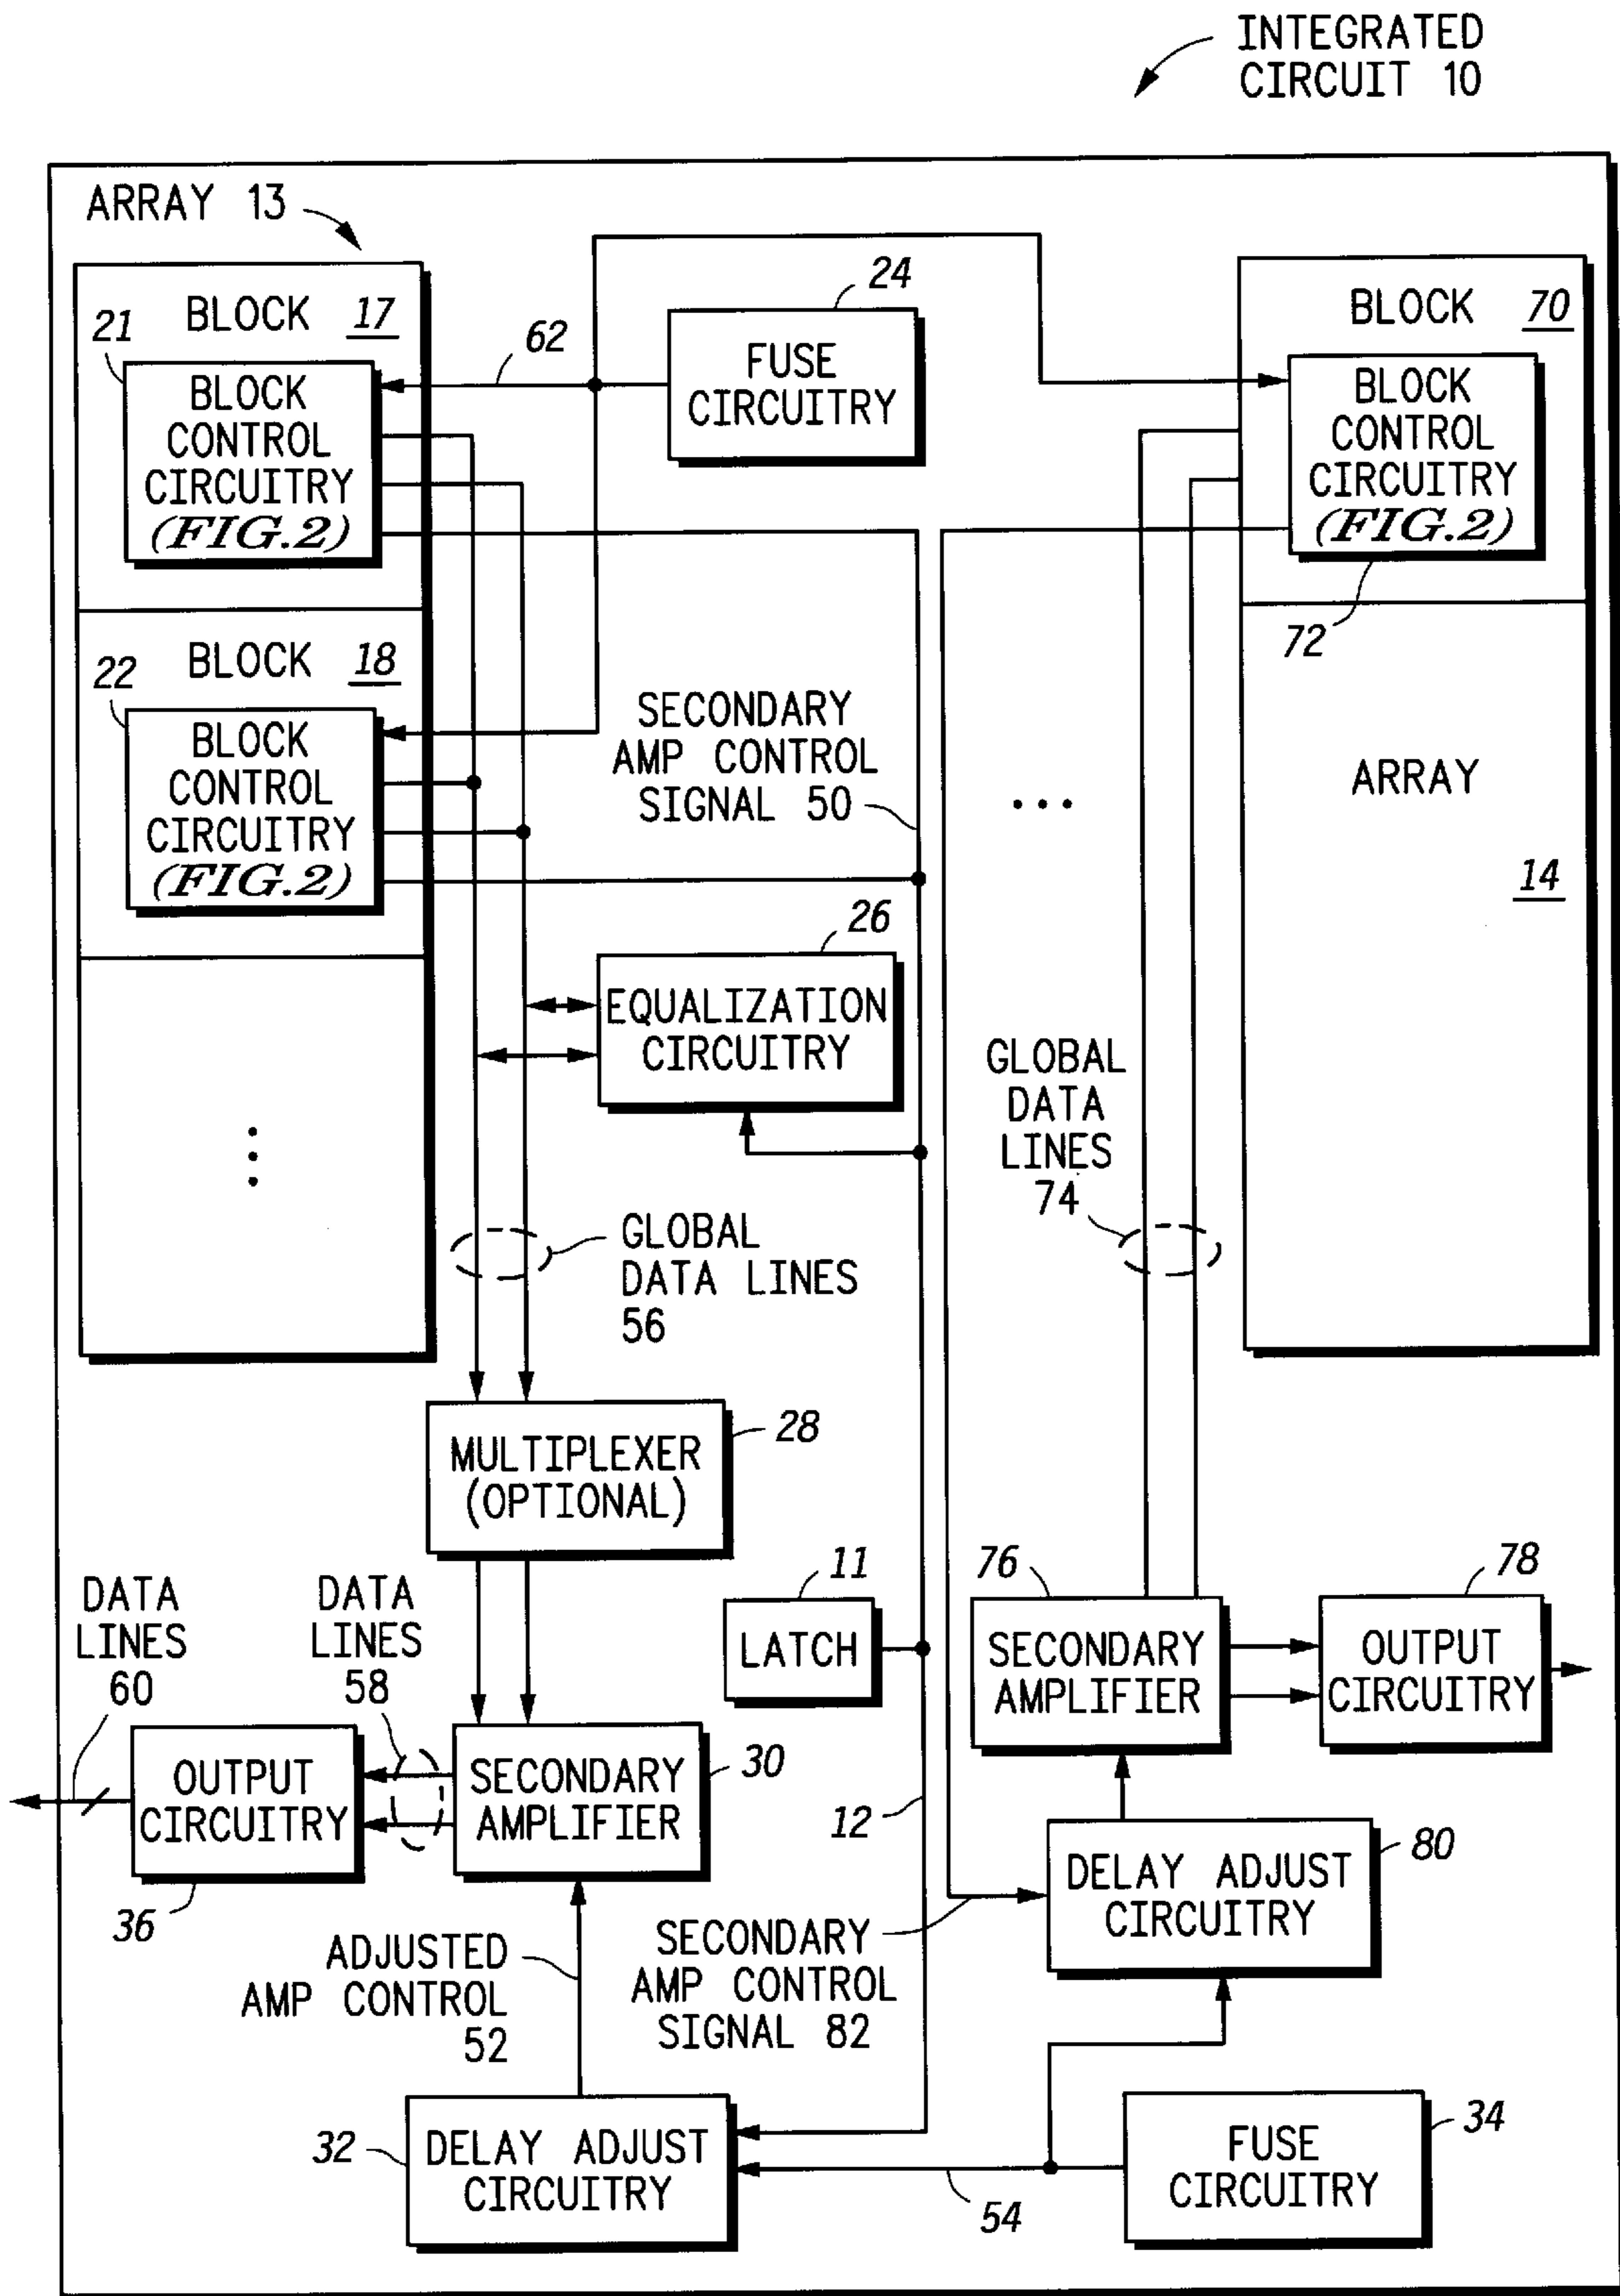 INTEGRATED
CIRCUIT 10
ARRAY 13
BLOCK 17
21
BLOCK
CONTROL
CIRCUITRY
(FIG.2)
62
24
FUSE
CIRCUITRY
BLOCK 70
BLOCK
CONTROL
CIRCUITRY
(FIG.2)
72
BLOCK 18
22
BLOCK
CONTROL
CIRCUITRY
(FIG.2)
SECONDARY
AMP CONTROL
SIGNAL 50
...
ARRAY
14
26
EQUALIZATION
CIRCUITRY
GLOBAL
DATA
LINES
74
GLOBAL
DATA LINES
56
28
MULTIPLEXER
(OPTIONAL)
11
LATCH
76
SECONDARY
AMPLIFIER
78
OUTPUT
CIRCUITRY
DATA
LINES
60
DATA
LINES
58
OUTPUT
CIRCUITRY
36
SECONDARY
AMPLIFIER
30
12
80
DELAY ADJUST
CIRCUITRY
ADJUSTED
AMP CONTROL
52
SECONDARY
AMP CONTROL
SIGNAL 82
32
DELAY ADJUST
CIRCUITRY
54
34
FUSE
CIRCUITRY